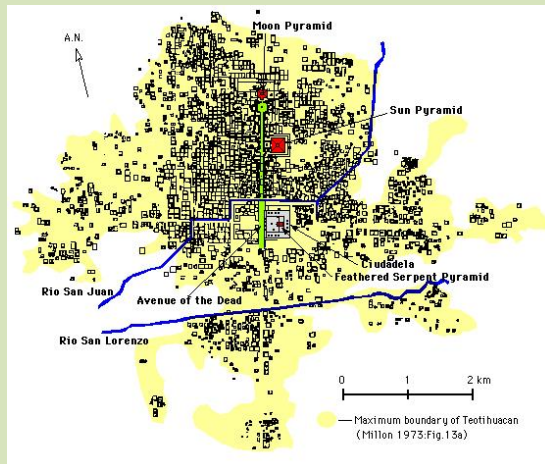 Moon Pyramid
A.N.
Sun Pyramid
Ciudadela
Feathered Serpent Pyramid
Rio San Juan
Avenue of the Dead
Rio San Lorenzo
0 1 2 km
— Maximum boundary of Teotihuacan
(Millon 1973:Fig.13a)